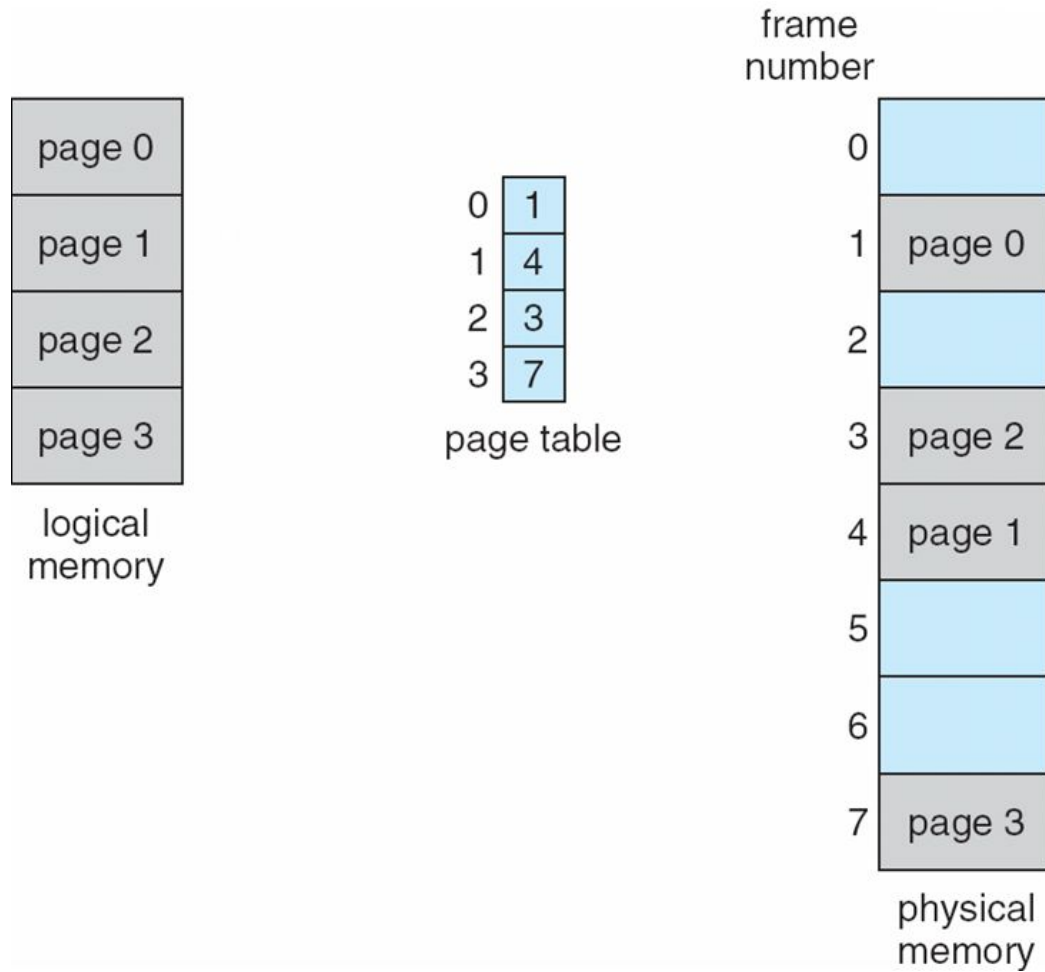 page 0
page 1
page 2
page 3
logical
memory
0 1
1 4
2 3
3 7
page table
frame
number
0
1 page 0
2
3 page 2
4 page 1
5
6
7 page 3
physical
memory